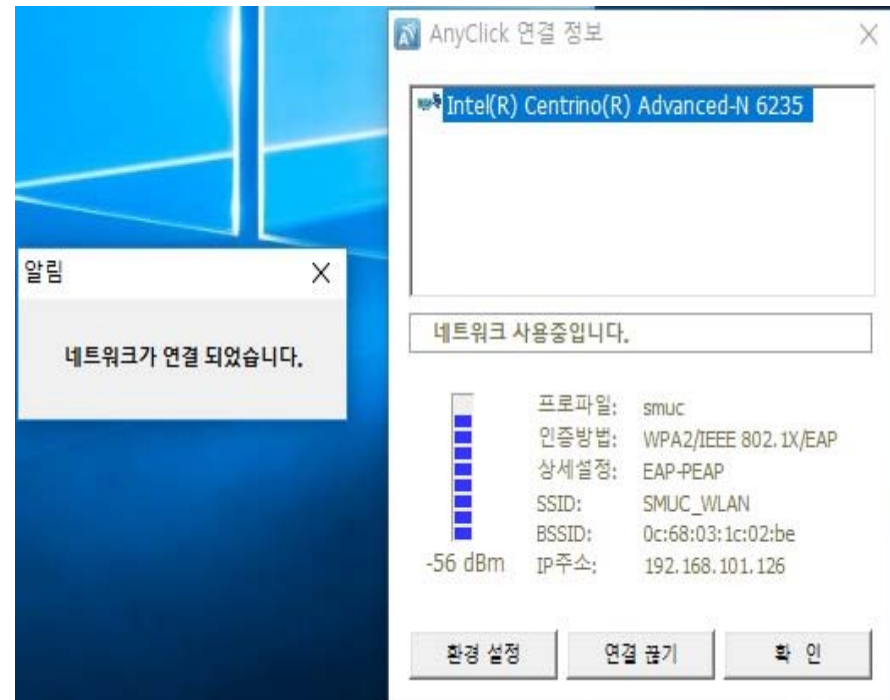 AnyClick 연결 정보
Intel(R) Centrino(R) Advanced-N 6235
알림
네트워크가 연결 되었습니다.
네트워크 사용중입니다.
프로파일: smuc
인증방법: WPA2/IEEE 802.1X/EAP
상세설정: EAP-PEAP
SSID: SMUC_WLAN
BSSID: 0c:68:03:1c:02:be
-56 dBm
IP주소: 192.168.101.126
환경 설정
연결 끊기
확 인